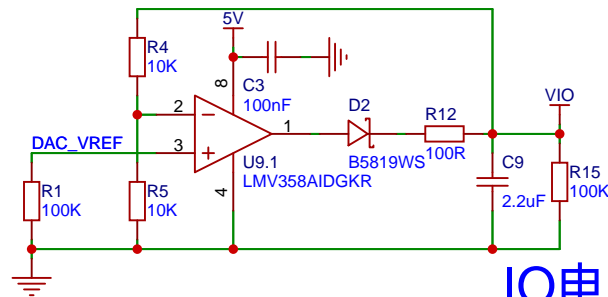 5V
R4
10K
8
C3
100nF
2
1
D2
B5819WS
R12
100R
VIO
DAC_VREF
3
U9.1
LMV358AIDGKR
C9
2.2uF
R15
100K
R1
100K
R5
10K
4
IO